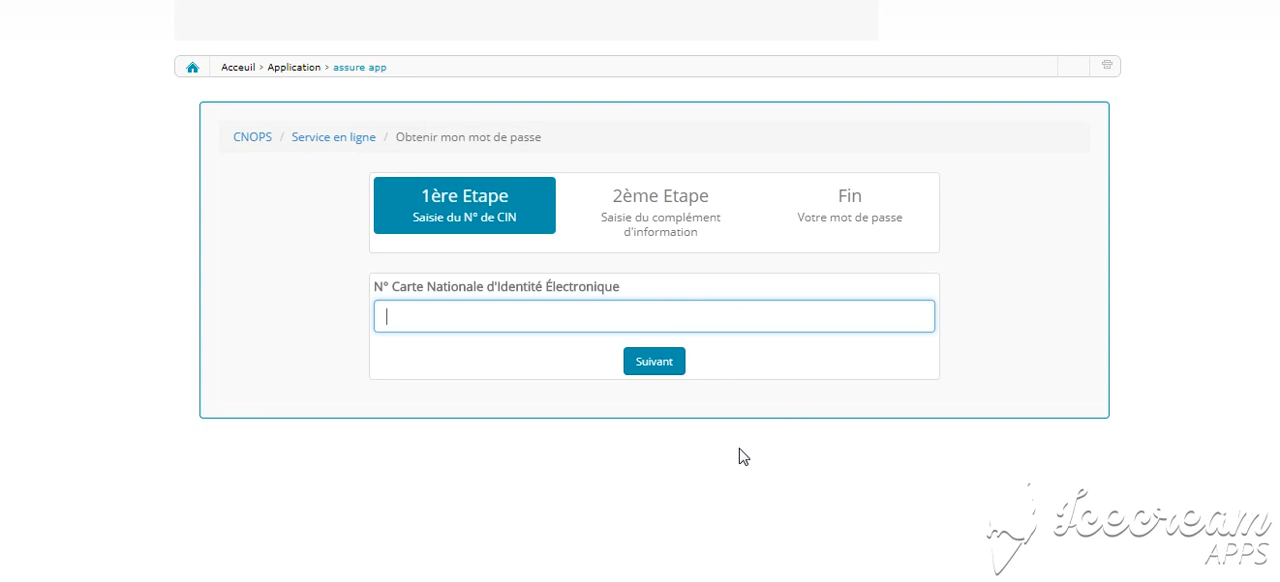 Acceuil > Application > assure app
CNOPS / Service en ligne / Obtenir mon mot de passe
1ère Etape
Saisie du N° de CIN
2ème Etape
Saisie du complément
d'information
Fin
Votre mot de passe
N° Carte Nationale d'Identité Électronique
Suivant
Icecream
APPS